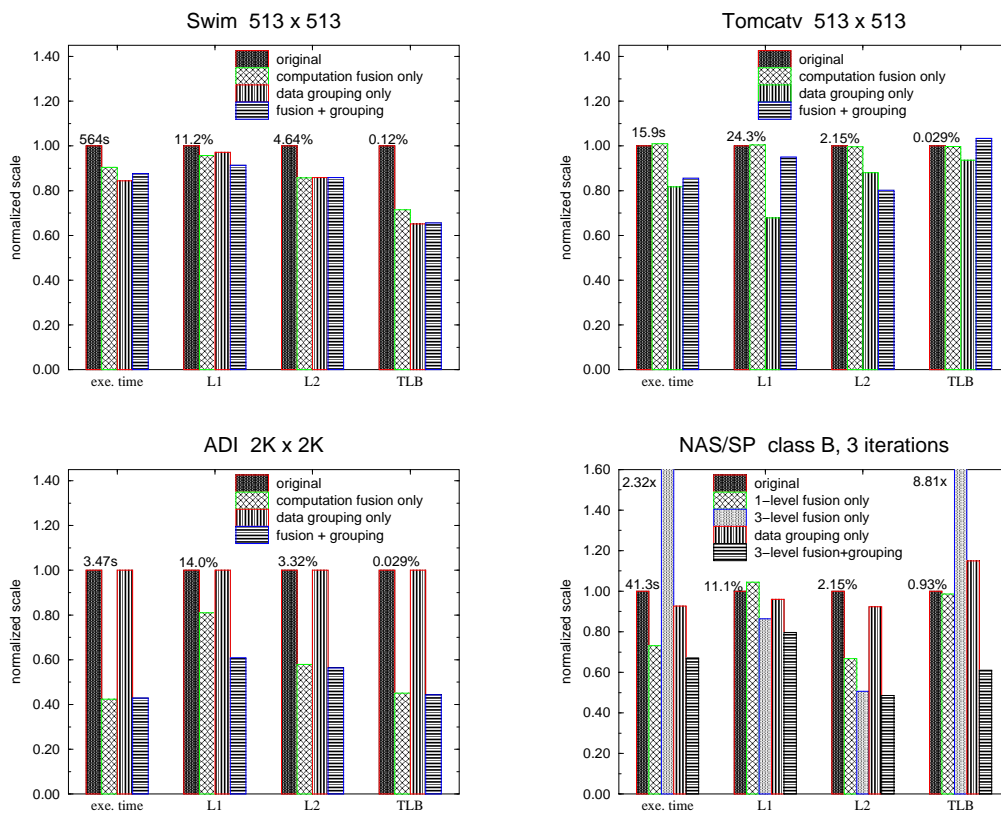 Swim 513 x 513
original
computation fusion only
data grouping only
fusion + grouping
normalized scale
1.40
1.20
1.00
0.80
0.60
0.40
0.20
0.00
564s
11.2%
4.64%
0.12%
exe. time L1 L2 TLB
Tomcatv 513 x 513
original
computation fusion only
data grouping only
fusion + grouping
normalized scale
1.40
1.20
1.00
0.80
0.60
0.40
0.20
0.00
15.9s
24.3%
2.15%
0.029%
exe. time L1 L2 TLB
ADI 2K x 2K
original
computation fusion only
data grouping only
fusion + grouping
normalized scale
1.40
1.20
1.00
0.80
0.60
0.40
0.20
0.00
3.47s
14.0%
3.32%
0.029%
exe. time L1 L2 TLB
NAS/SP class B, 3 iterations
original
1-level fusion only
3-level fusion only
data grouping only
3-level fusion+grouping
normalized scale
1.60
1.40
1.20
1.00
0.80
0.60
0.40
0.20
0.00
2.32x
8.81x
41.3s
11.1%
2.15%
0.93%
exe. time L1 L2 TLB